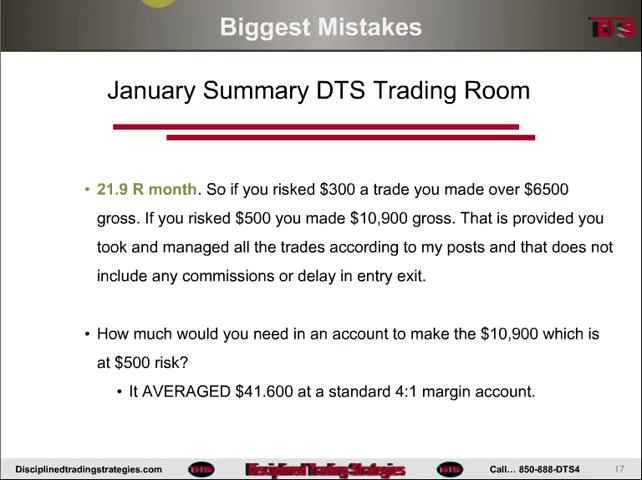 Biggest Mistakes
DTS
January Summary DTS Trading Room
• 21.9 R month. So if you risked $300 a trade you made over $6500
gross. If you risked $500 you made $10,900 gross. That is provided you
took and managed all the trades according to my posts and that does not
include any commissions or delay in entry exit.
• How much would you need in an account to make the $10,900 which is
at $500 risk?
• It AVERAGED $41.600 at a standard 4:1 margin account.
Disciplinedtradingstrategies.com
DTS
Disciplined Trading Strategies
DTS
Call... 850-888-DTS4
17